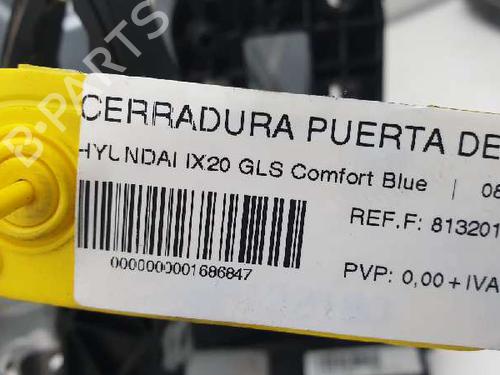 CERRADURA PUERTA DE
HYUNDAI IX20 GLS Comfort Blue | 08
REF.F: 813201
0000000001686847
PVP: 0,00 + IVA
B-PARTS